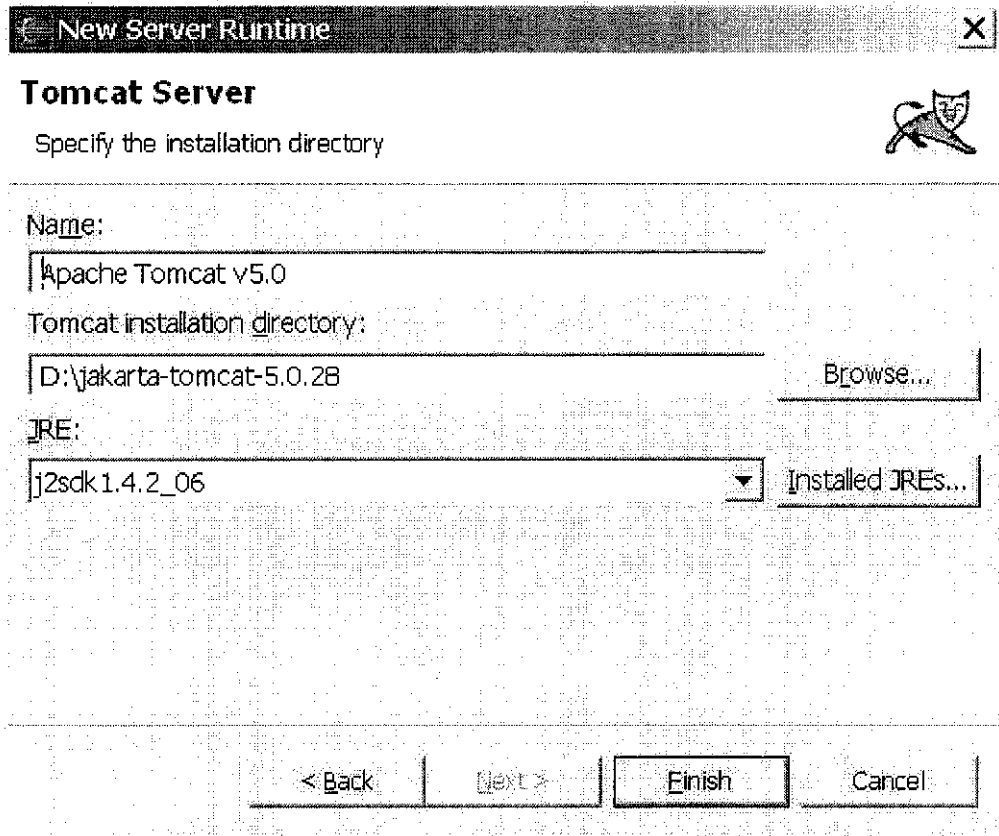 New Server Runtime
Tomcat Server
Specify the installation directory
Name:
Apache Tomcat v5.0
Tomcat installation directory:
D:\jakarta-tomcat-5.0.28
Browse...
JRE:
j2sdk1.4.2_06
Installed JREs...
< Back
Next >
Finish
Cancel